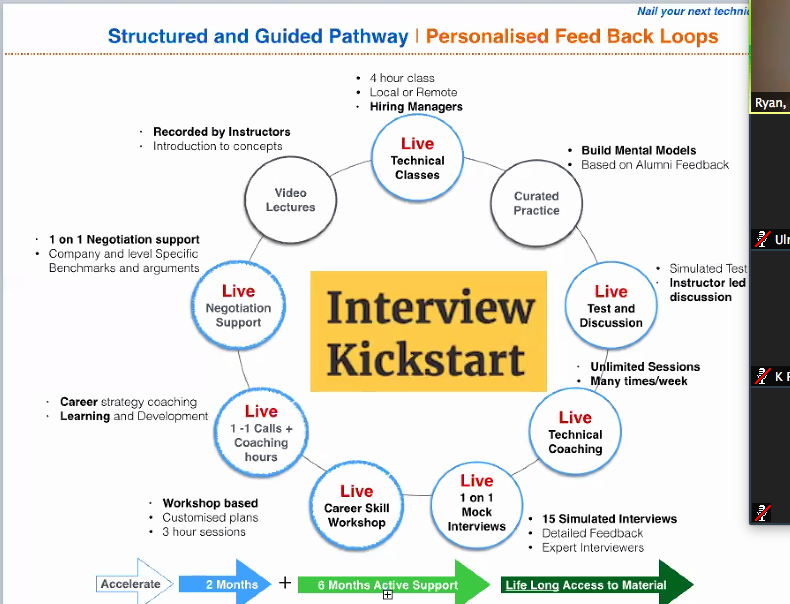 Nail your next techni
Structured and Guided Pathway | Personalised Feed Back Loops
• 4 hour class
• Local or Remote
• Hiring Managers
Live
Technical
Classes
· Recorded by Instructors
· Introduction to concepts
Video
Lectures
• Build Mental Models
• Based on Alumni Feedback
Curated
Practice
· 1 on 1 Negotiation support
• Company and level Specific
Benchmarks and arguments
Live
Negotiation
Support
Interview
Kickstart
• Simulated Test
· Instructor led
discussion
Live
Test and
Discussion
• Unlimited Sessions
• Many times/week
Live
Technical
Coaching
· Career strategy coaching
· Learning and Development
Live
1 -1 Calls +
Coaching
hours
· Workshop based
• Customised plans
• 3 hour sessions
Live
Career Skill
Workshop
Live
1 on 1
Mock
Interviews
• 15 Simulated Interviews
• Detailed Feedback
• Expert Interviewers
Accelerate
2 Months
+
6 Months Active Support
Life Long Access to Material
Ryan,
K